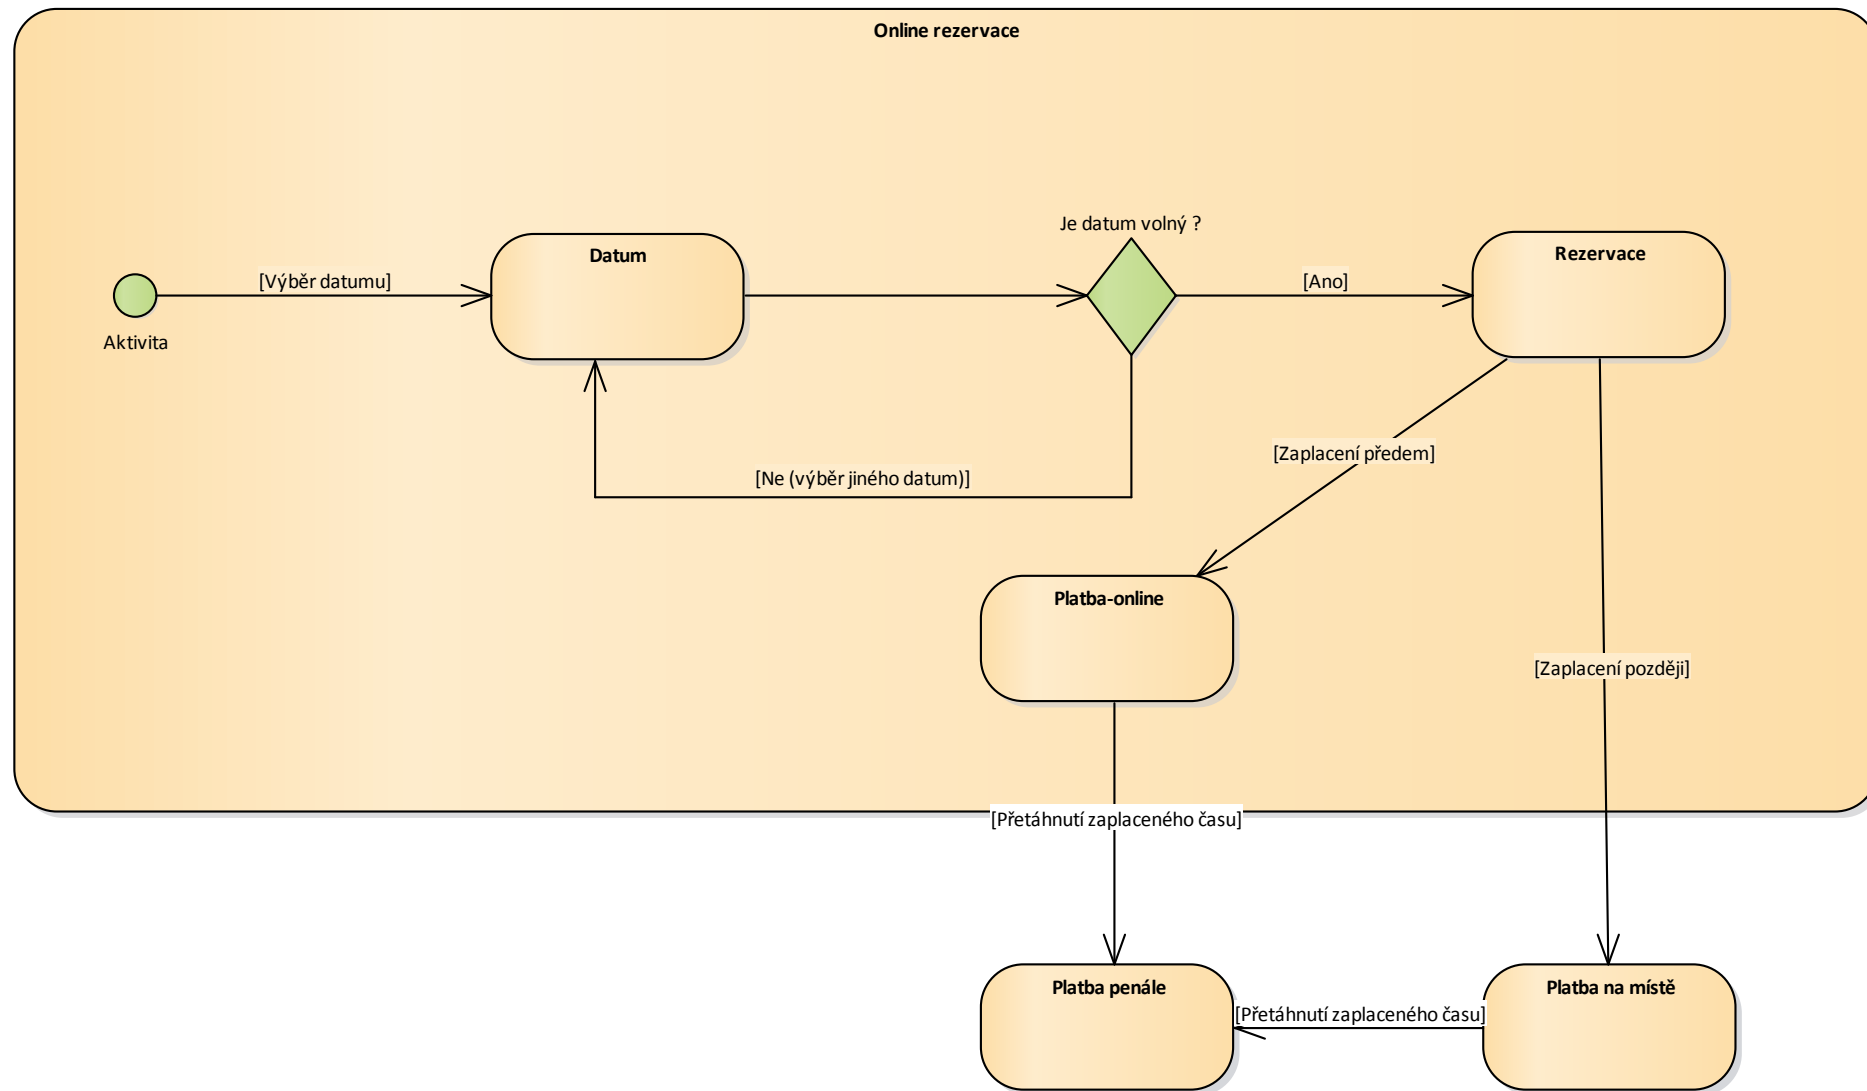 Online rezervace
Je datum volný ?
Datum
Rezervace
[Výběr datumu]
[Ano]
Aktivita
[Zaplacení předem]
[Ne (výběr jiného datum)]
Platba-online
[Zaplacení později]
[Přetáhnutí zaplaceného času]
Platba penále
Platba na místě
[Přetáhnutí zaplaceného času]